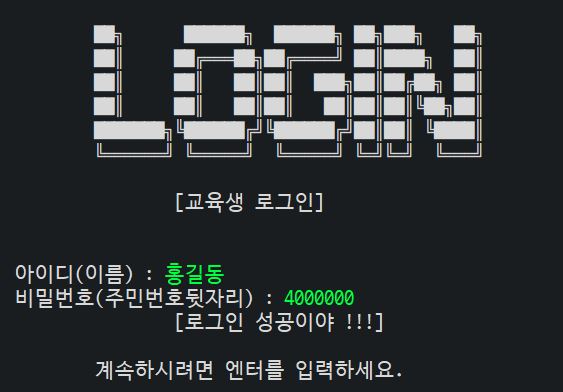 LOGIN
[교육생 로그인]
아이디(이름) : 홍길동
비밀번호(주민번호뒷자리) : 4000000
[로그인 성공이야 !!!]
계속하시려면 엔터를 입력하세요.